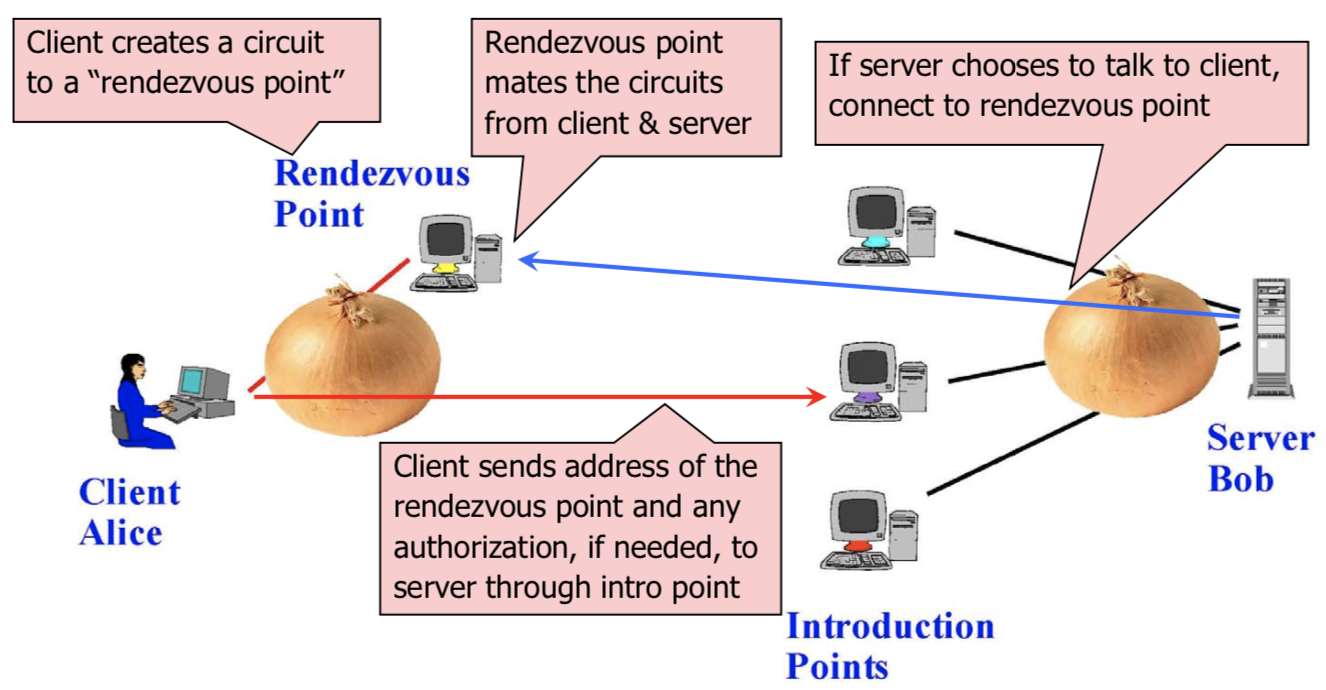 Client creates a circuit
to a “rendezvous point”
Rendezvous point
mates the circuits
from client & server
If server chooses to talk to client,
connect to rendezvous point
Rendezvous
Point
Client sends address of the
rendezvous point and any
authorization, if needed, to
server through intro point
Client
Alice
Server
Bob
Introduction
Points